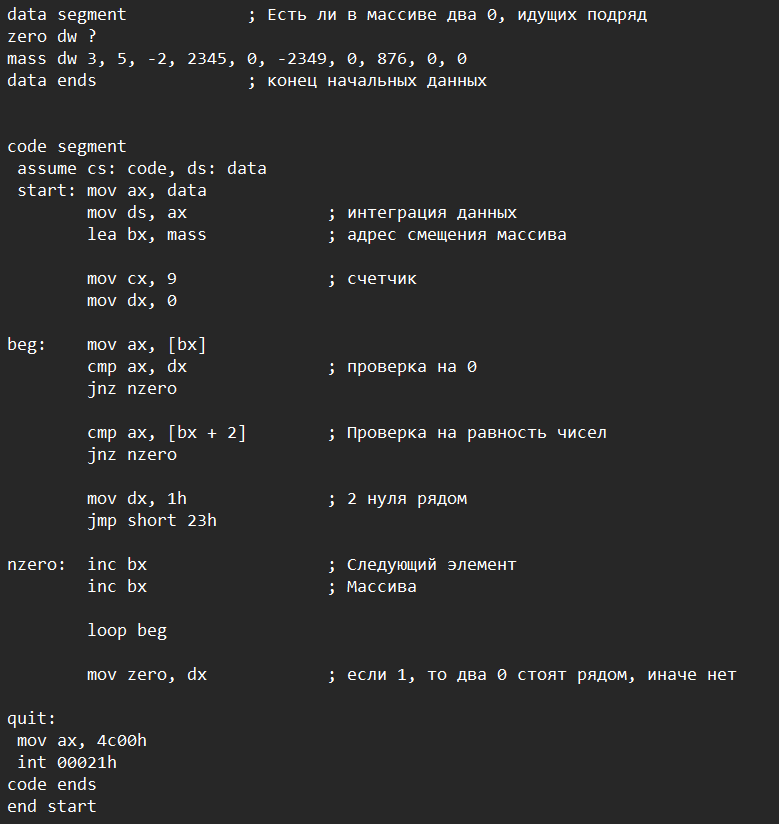 data segment            ; Есть ли в массиве два 0, идущих подряд
zero dw ?
mass dw 3, 5, -2, 2345, 0, -2349, 0, 876, 0, 0
data ends               ; конец начальных данных
code segment
 assume cs: code, ds: data
 start: mov ax, data
        mov ds, ax              ; интеграция данных
        lea bx, mass            ; адрес смещения массива
        mov cx, 9               ; счетчик
        mov dx, 0
beg:    mov ax, [bx]
        cmp ax, dx              ; проверка на 0
        jnz nzero
        cmp ax, [bx + 2]        ; Проверка на равность чисел
        jnz nzero
        mov dx, 1h              ; 2 нуля рядом
        jmp short 23h
nzero:  inc bx                  ; Следующий элемент
        inc bx                  ; Массива
        loop beg
        mov zero, dx            ; если 1, то два 0 стоят рядом, иначе нет
quit:
 mov ax, 4c00h
 int 00021h
code ends
end start